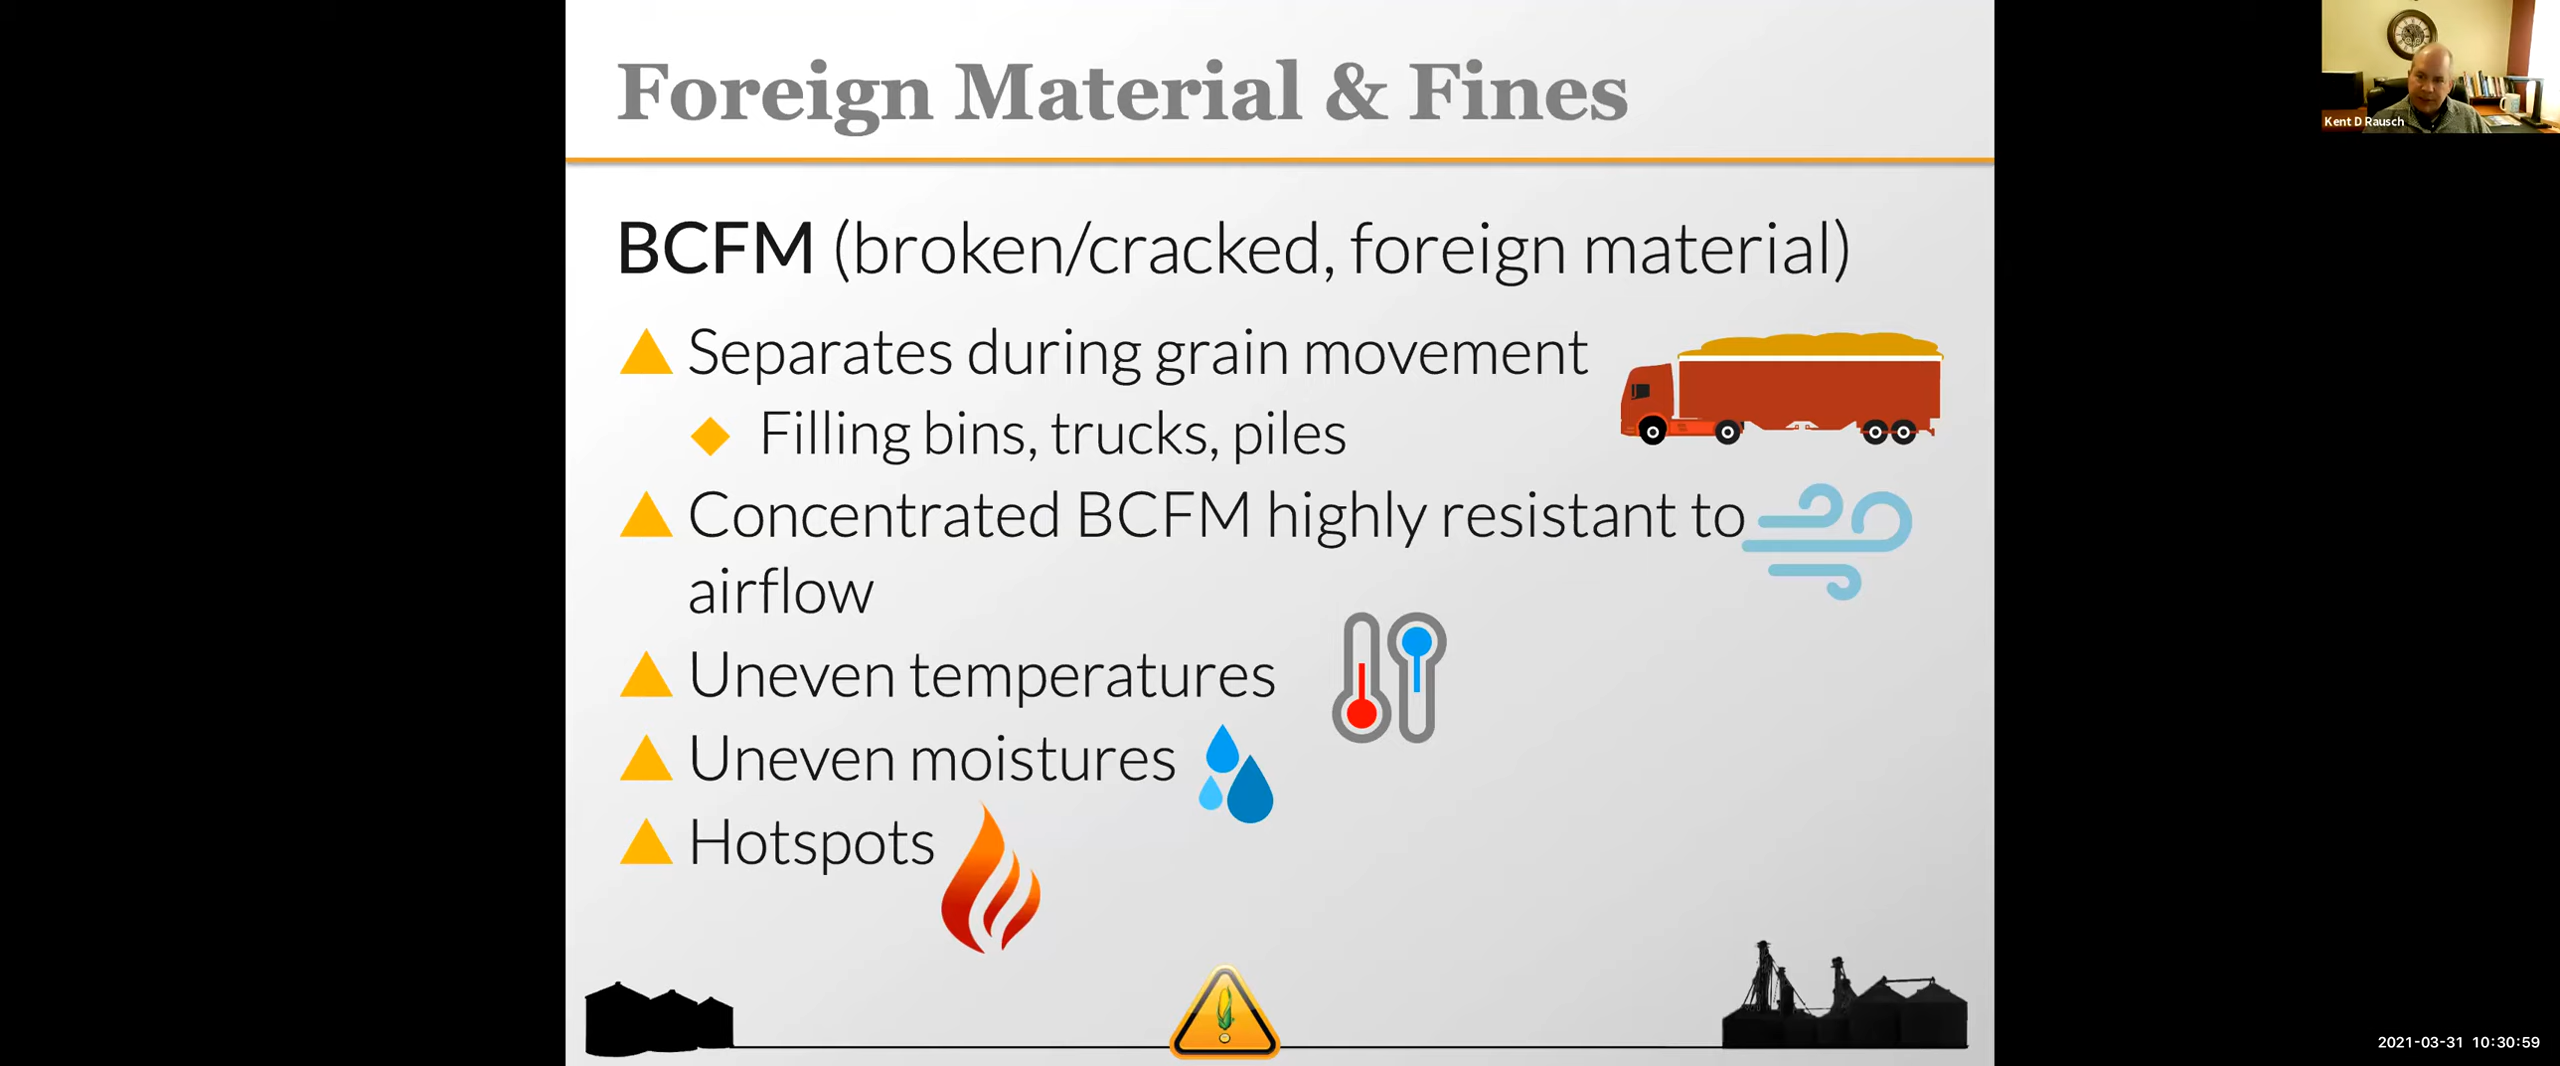 Foreign Material & Fines
BCFM (broken/cracked, foreign material)
Separates during grain movement
Filling bins, trucks, piles
Concentrated BCFM highly resistant to
airflow
Uneven temperatures
Uneven moistures
Hotspots
Kent D Rausch
2021-03-31 10:30:59